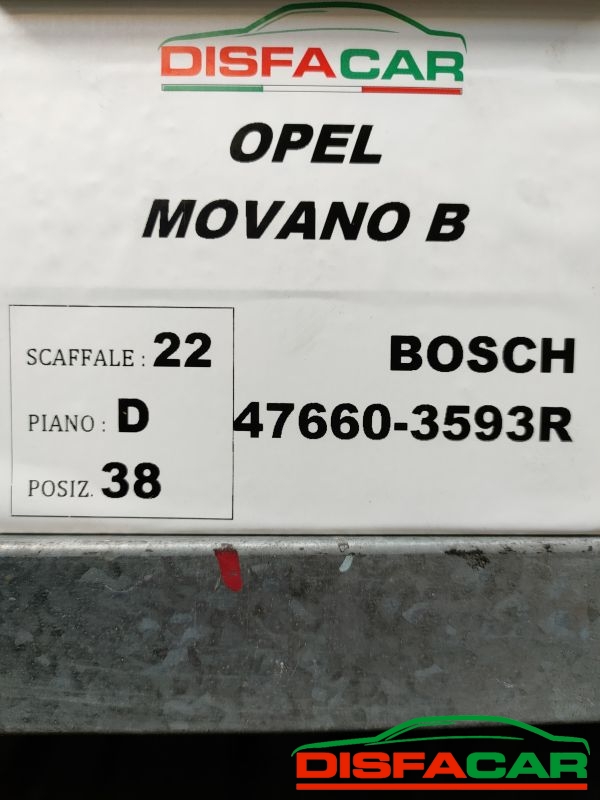 DISFACAR
OPEL
MOVANO B
SCAFFALE : 22
PIANO : D
POSIZ. 38
BOSCH
47660-3593R
DISFACAR